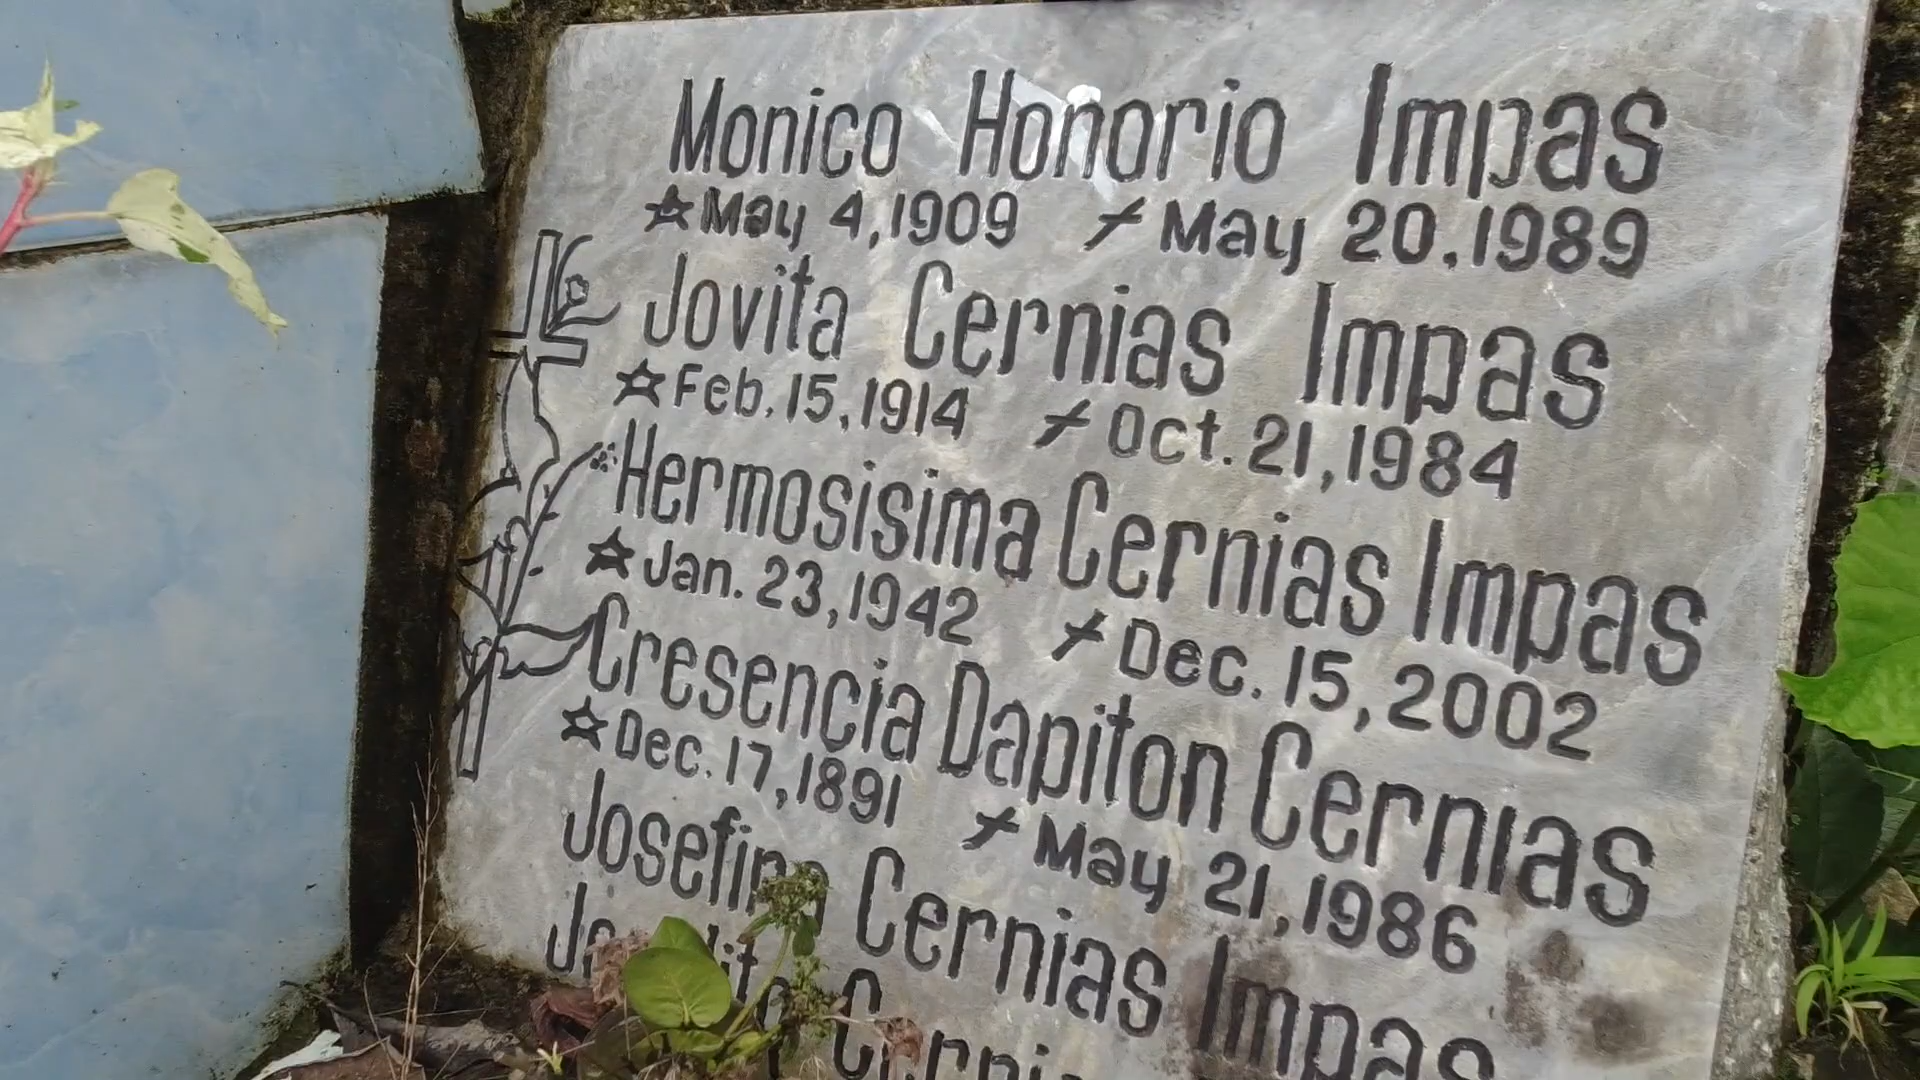 Monico Honorio Impas
May 4, 1909 May 20, 1989
Jovita Cernias Impas
Feb. 15, 1914 Oct. 21, 1984
Hermosisima Cernias Impas
Jan. 23, 1942 Dec. 15, 2002
Cresencia Dapiton Cernias
Dec. 17, 1891 May 21, 1986
Josefina Cernias Impas